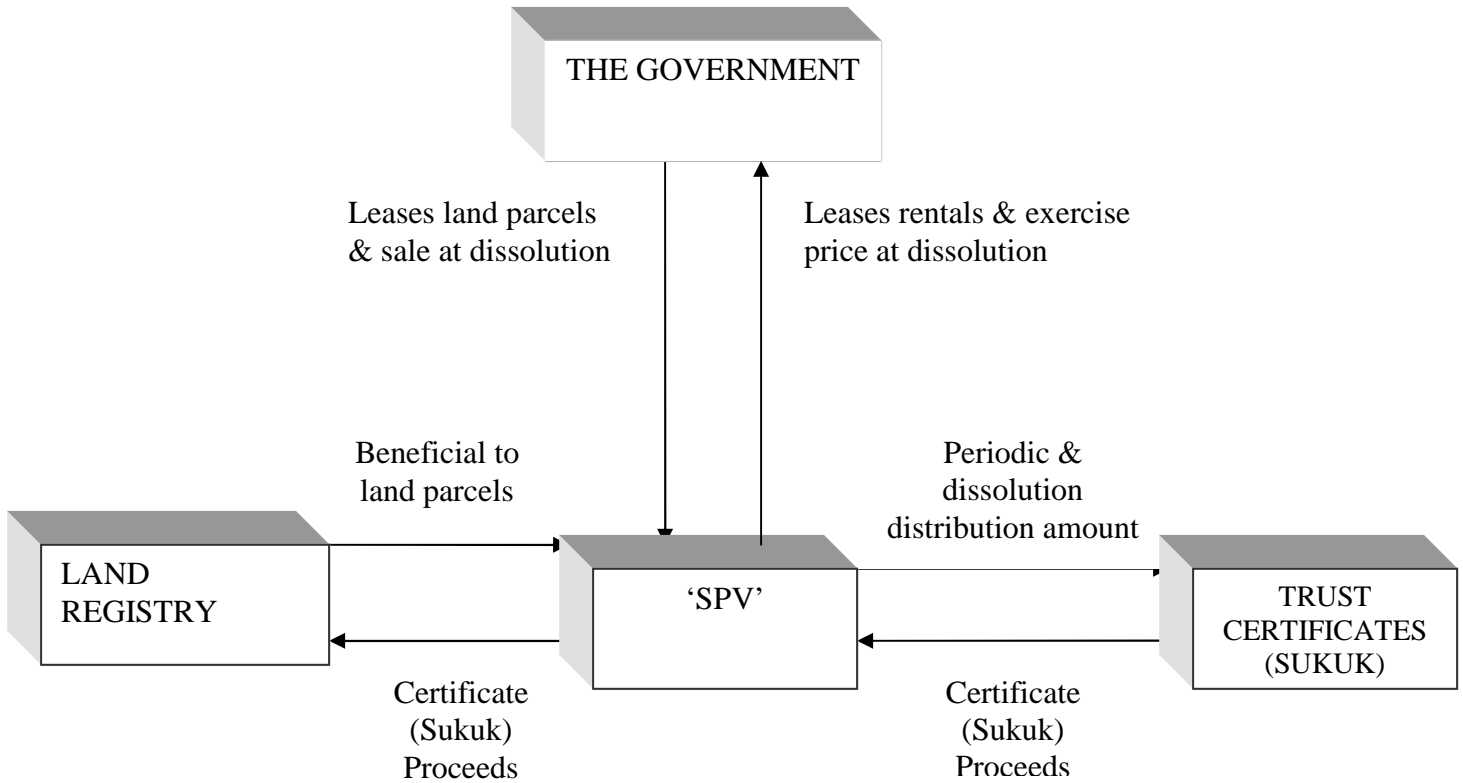 THE GOVERNMENT
Leases land parcels
& sale at dissolution
Leases rentals & exercise
price at dissolution
Beneficial to
land parcels
Periodic &
dissolution
distribution amount
LAND
REGISTRY
‘SPV’
TRUST
CERTIFICATES
(SUKUK)
Certificate
(Sukuk)
Proceeds
Certificate
(Sukuk)
Proceeds